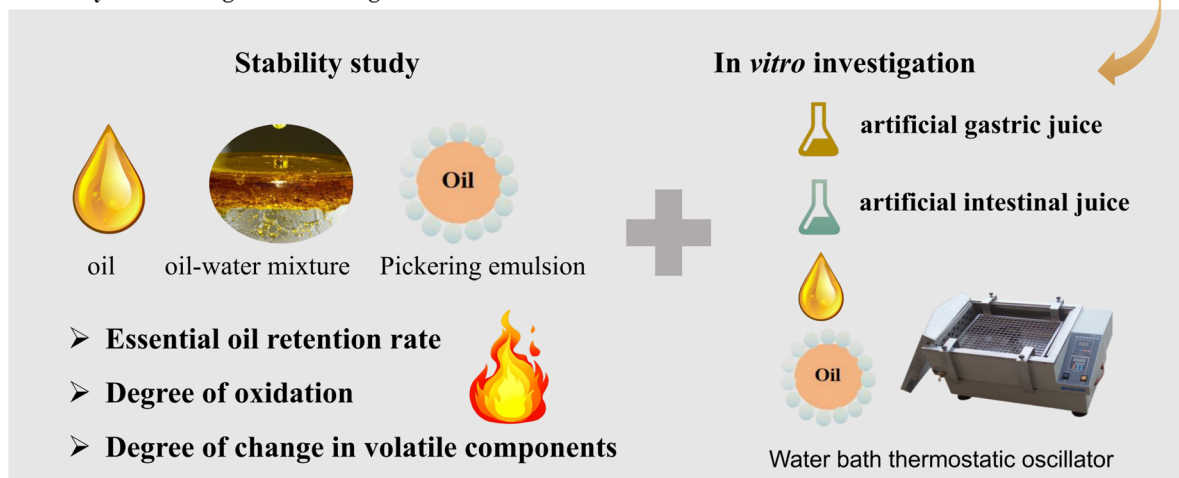 Stability study
In vitro investigation
artificial gastric juice
artificial intestinal juice
Oil
oil
oil-water mixture
Pickering emulsion
➢ Essential oil retention rate
➢ Degree of oxidation
➢ Degree of change in volatile components
Oil
Water bath thermostatic oscillator